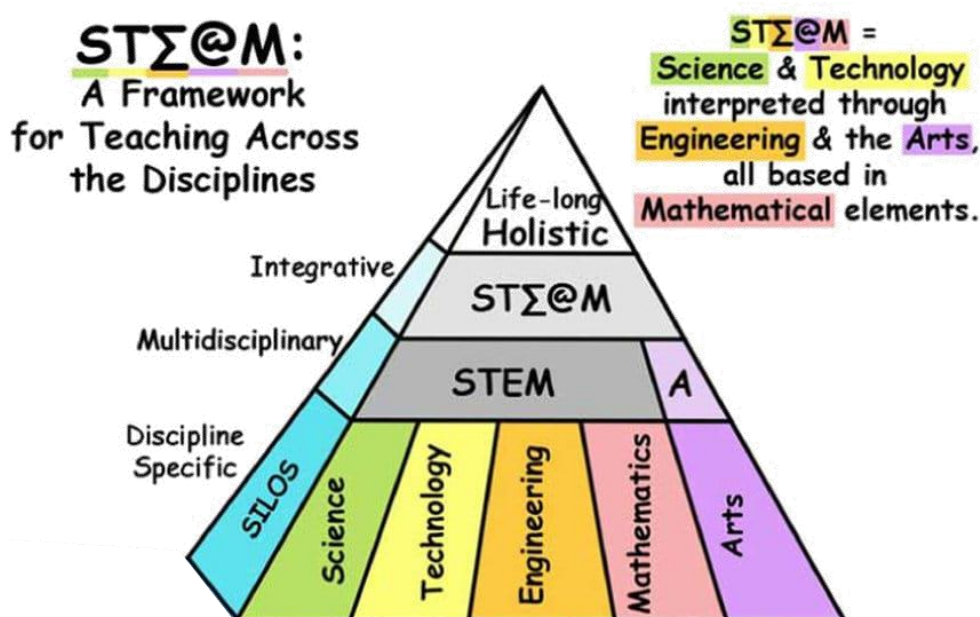 STΣ@M:
A Framework
for Teaching Across
the Disciplines
STΣ@M =
Science & Technology
interpreted through
Engineering & the Arts,
all based in
Mathematical elements.
Life-long
Holistic
Integrative
STΣ@M
Multidisciplinary
STEM
A
Discipline
Specific
SILOS
Science
Technology
Engineering
Mathematics
Arts